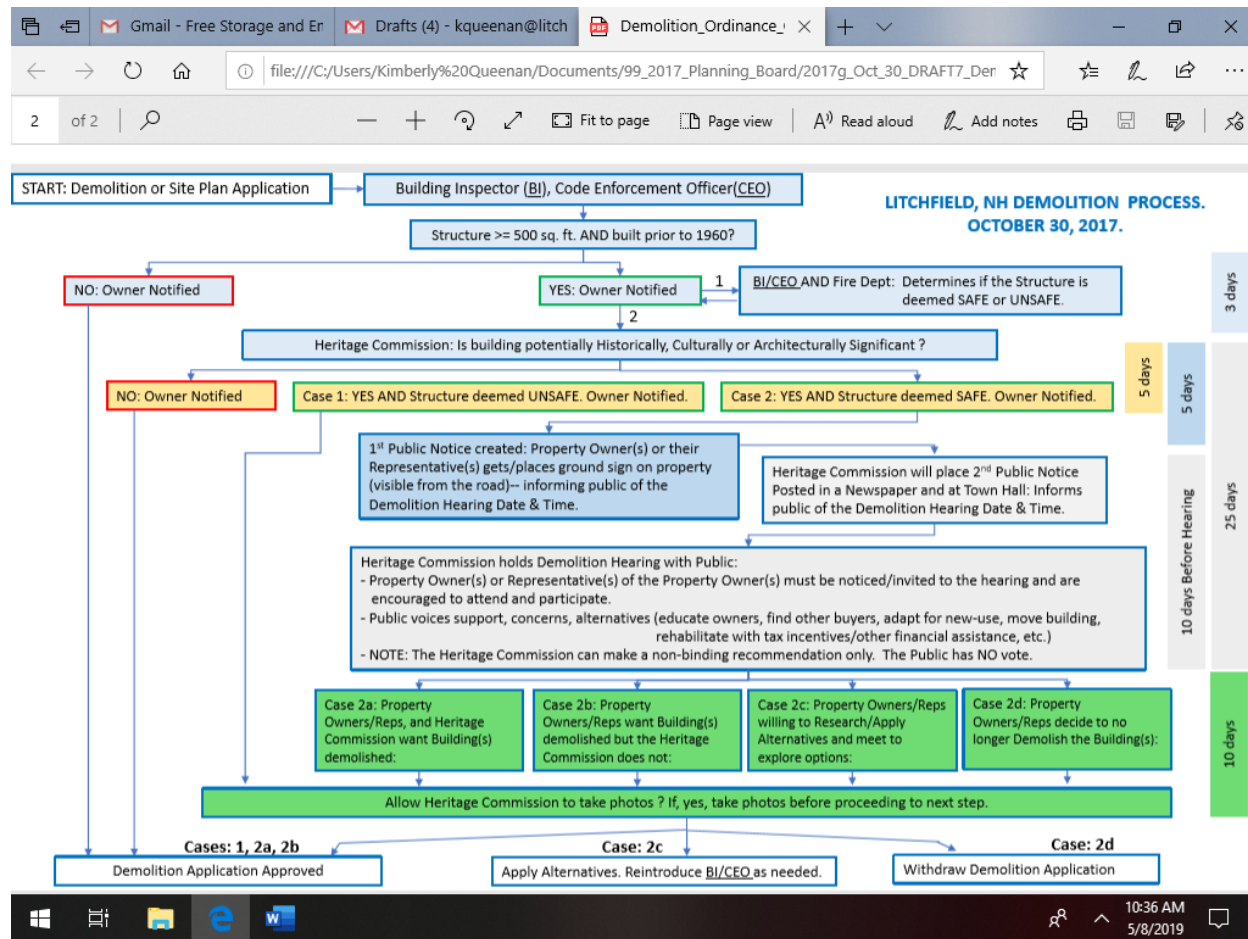 Gmail - Free Storage and En
Drafts (4) - kqueenan@litch
Demolition_Ordinance_
file:///C:/Users/Kimberly%20Queenan/Documents/99_2017_Planning_Board/2017g_Oct_30_DRAFT7_Den
2 of 2
Fit to page
Page view
Read aloud
Add notes
START: Demolition or Site Plan Application
Building Inspector (BI), Code Enforcement Officer(CEO)
LITCHFIELD, NH DEMOLITION PROCESS.
OCTOBER 30, 2017.
Structure >= 500 sq. ft. AND built prior to 1960?
NO: Owner Notified
YES: Owner Notified
1
BI/CEO AND Fire Dept: Determines if the Structure is
deemed SAFE or UNSAFE.
3 days
2
Heritage Commission: Is building potentially Historically, Culturally or Architecturally Significant ?
NO: Owner Notified
Case 1: YES AND Structure deemed UNSAFE. Owner Notified.
Case 2: YES AND Structure deemed SAFE. Owner Notified.
5 days
5 days
25 days
1st Public Notice created: Property Owner(s) or their
Representative(s) gets/places ground sign on property
(visible from the road)-- informing public of the
Demolition Hearing Date & Time.
Heritage Commission will place 2nd Public Notice
Posted in a Newspaper and at Town Hall: Informs
public of the Demolition Hearing Date & Time.
10 days Before Hearing
Heritage Commission holds Demolition Hearing with Public:
- Property Owner(s) or Representative(s) of the Property Owner(s) must be noticed/invited to the hearing and are
encouraged to attend and participate.
- Public voices support, concerns, alternatives (educate owners, find other buyers, adapt for new-use, move building,
rehabilitate with tax incentives/other financial assistance, etc.)
- NOTE: The Heritage Commission can make a non-binding recommendation only. The Public has NO vote.
Case 2a: Property
Owners/Reps, and Heritage
Commission want Building(s)
demolished:
Case 2b: Property
Owners/Reps want Building(s)
demolished but the Heritage
Commission does not:
Case 2c: Property Owners/Reps
willing to Research/Apply
Alternatives and meet to
explore options:
Case 2d: Property
Owners/Reps decide to no
longer Demolish the Building(s):
10 days
Allow Heritage Commission to take photos ? If, yes, take photos before proceeding to next step.
Cases: 1, 2a, 2b
Demolition Application Approved
Case: 2c
Apply Alternatives. Reintroduce BI/CEO as needed.
Case: 2d
Withdraw Demolition Application
10:36 AM
5/8/2019